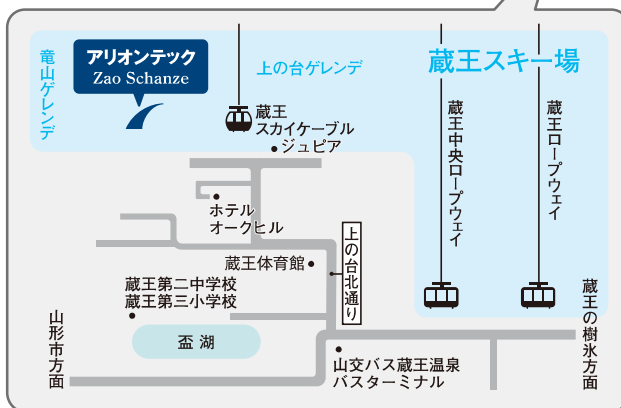 アリオンテック
Zao Schanze
竜山ゲレンデ
上の台ゲレンデ
蔵王スキー場
蔵王
スカイケーブル
ジュピア
蔵王中央ロープウェイ
蔵王ロープウェイ
ホテル
オークヒル
蔵王体育館
上の台北通り
蔵王第二中学校
蔵王第三小学校
盃湖
山形市方面
山交バス蔵王温泉
バスターミナル
蔵王の樹氷方面